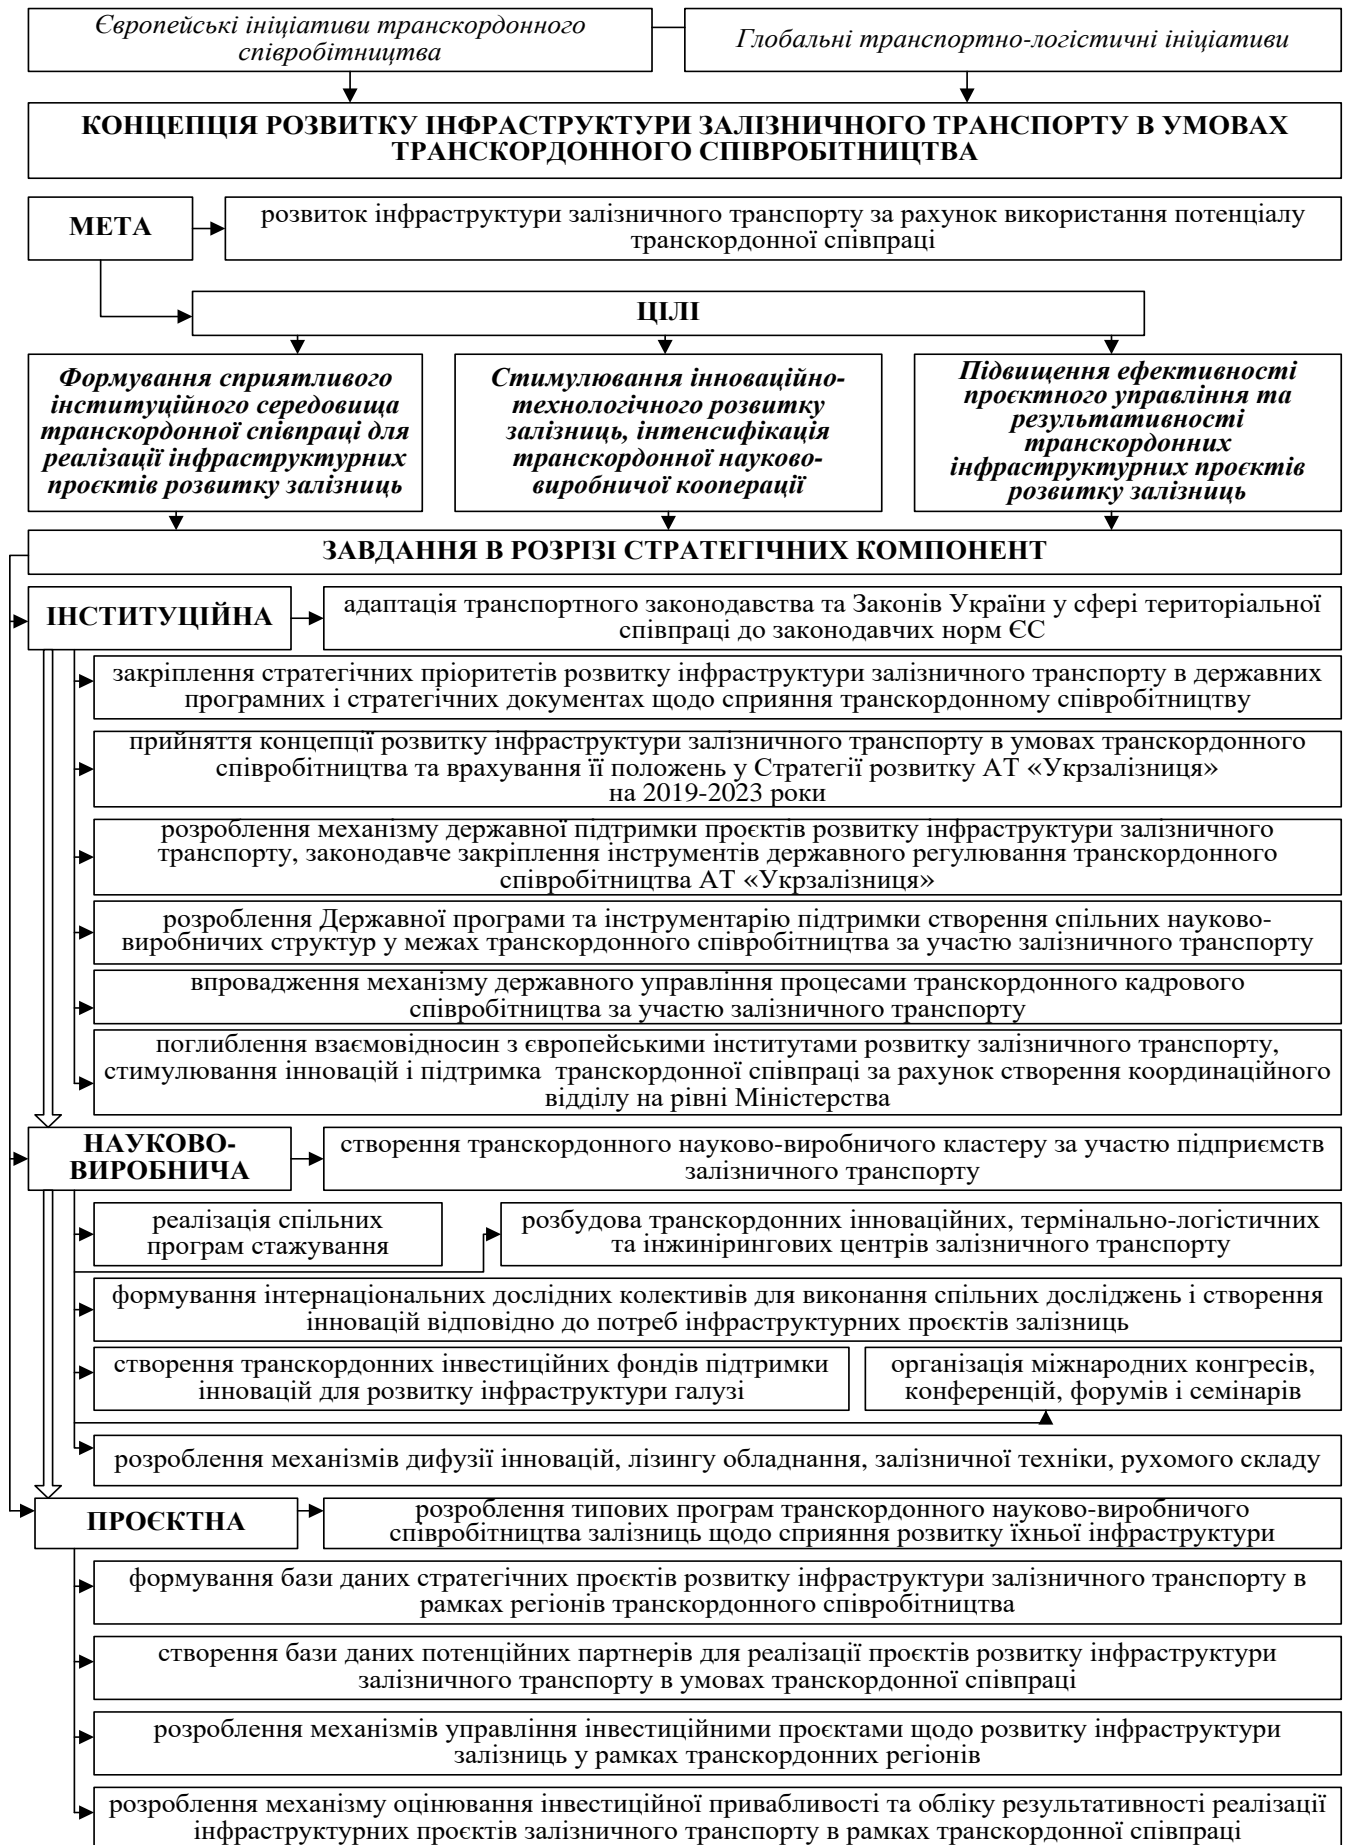 Європейські ініціативи транскордонного
співробітництва
Глобальні транспортно-логістичні ініціативи
КОНЦЕПЦІЯ РОЗВИТКУ ІНФРАСТРУКТУРИ ЗАЛІЗНИЧНОГО ТРАНСПОРТУ В УМОВАХ
ТРАНСКОРДОННОГО СПІВРОБІТНИЦТВА
МЕТА
розвиток інфраструктури залізничного транспорту за рахунок використання потенціалу
транскордонної співпраці
ЦІЛІ
Формування сприятливого
інституційного середовища
транскордонної співпраці для
реалізації інфраструктурних
проєктів розвитку залізниць
Стимулювання інноваційно-
технологічного розвитку
залізниць, інтенсифікація
транскордонної науково-
виробничої кооперації
Підвищення ефективності
проєктного управління та
результативності
транскордонних
інфраструктурних проєктів
розвитку залізниць
ЗАВДАННЯ В РОЗРІЗІ СТРАТЕГІЧНИХ КОМПОНЕНТ
ІНСТИТУЦІЙНА
адаптація транспортного законодавства та Законів України у сфері територіальної
співпраці до законодавчих норм ЄС
закріплення стратегічних пріоритетів розвитку інфраструктури залізничного транспорту в державних
програмних і стратегічних документах щодо сприяння транскордонному співробітництву
прийняття концепції розвитку інфраструктури залізничного транспорту в умовах транскордонного
співробітництва та врахування її положень у Стратегії розвитку АТ «Укрзалізниця»
на 2019-2023 роки
розроблення механізму державної підтримки проєктів розвитку інфраструктури залізничного
транспорту, законодавче закріплення інструментів державного регулювання транскордонного
співробітництва АТ «Укрзалізниця»
розроблення Державної програми та інструментарію підтримки створення спільних науково-
виробничих структур у межах транскордонного співробітництва за участю залізничного транспорту
впровадження механізму державного управління процесами транскордонного кадрового
співробітництва за участю залізничного транспорту
поглиблення взаємовідносин з європейськими інститутами розвитку залізничного транспорту,
стимулювання інновацій і підтримка транскордонної співпраці за рахунок створення координаційного
відділу на рівні Міністерства
НАУКОВО-
ВИРОБНИЧА
створення транскордонного науково-виробничого кластеру за участю підприємств
залізничного транспорту
реалізація спільних
програм стажування
розбудова транскордонних інноваційних, термінально-логістичних
та інжинірингових центрів залізничного транспорту
формування інтернаціональних дослідних колективів для виконання спільних досліджень і створення
інновацій відповідно до потреб інфраструктурних проєктів залізниць
створення транскордонних інвестиційних фондів підтримки
інновацій для розвитку інфраструктури галузі
організація міжнародних конгресів,
конференцій, форумів і семінарів
розроблення механізмів дифузії інновацій, лізингу обладнання, залізничної техніки, рухомого складу
ПРОЄКТНА
розроблення типових програм транскордонного науково-виробничого
співробітництва залізниць щодо сприяння розвитку їхньої інфраструктури
формування бази даних стратегічних проєктів розвитку інфраструктури залізничного транспорту в
рамках регіонів транскордонного співробітництва
створення бази даних потенційних партнерів для реалізації проєктів розвитку інфраструктури
залізничного транспорту в умовах транскордонної співпраці
розроблення механізмів управління інвестиційними проєктами щодо розвитку інфраструктури
залізниць у рамках транскордонних регіонів
розроблення механізму оцінювання інвестиційної привабливості та обліку результативності реалізації
інфраструктурних проєктів залізничного транспорту в рамках транскордонної співпраці